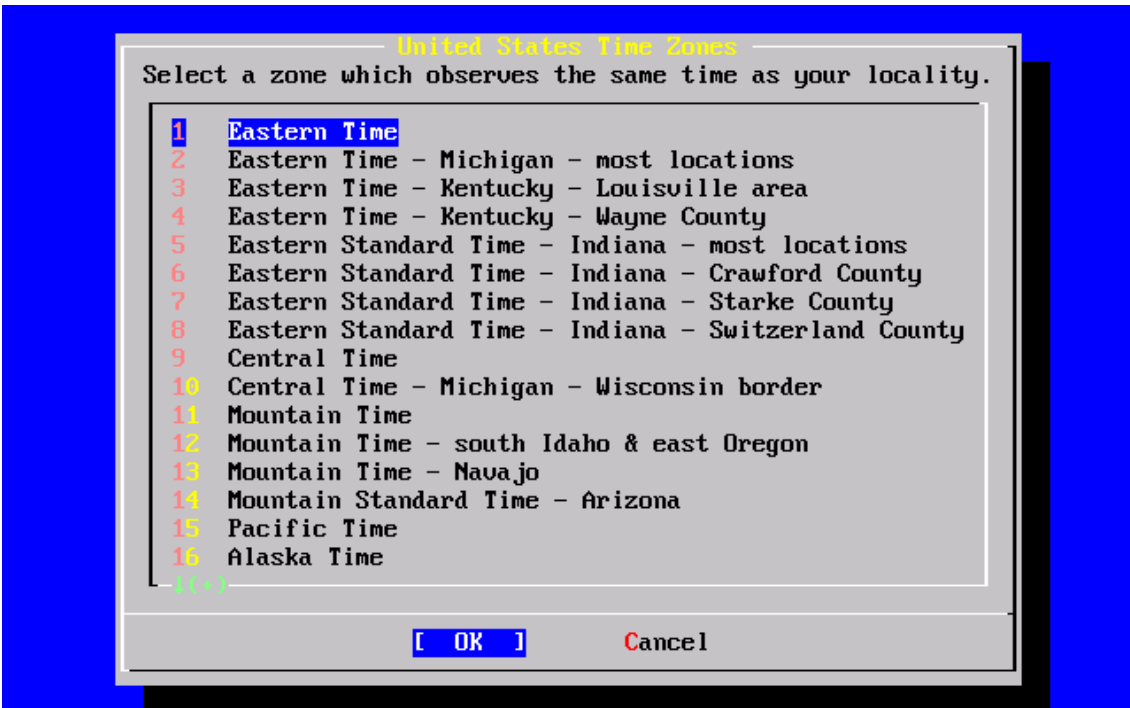 United States Time Zones
Select a zone which observes the same time as your locality.
1 Eastern Time
2 Eastern Time - Michigan - most locations
3 Eastern Time - Kentucky - Louisville area
4 Eastern Time - Kentucky - Wayne County
5 Eastern Standard Time - Indiana - most locations
6 Eastern Standard Time - Indiana - Crawford County
7 Eastern Standard Time - Indiana - Starke County
8 Eastern Standard Time - Indiana - Switzerland County
9 Central Time
10 Central Time - Michigan - Wisconsin border
11 Mountain Time
12 Mountain Time - south Idaho & east Oregon
13 Mountain Time - Navajo
14 Mountain Standard Time - Arizona
15 Pacific Time
16 Alaska Time
↓(+)
[ OK ] Cancel